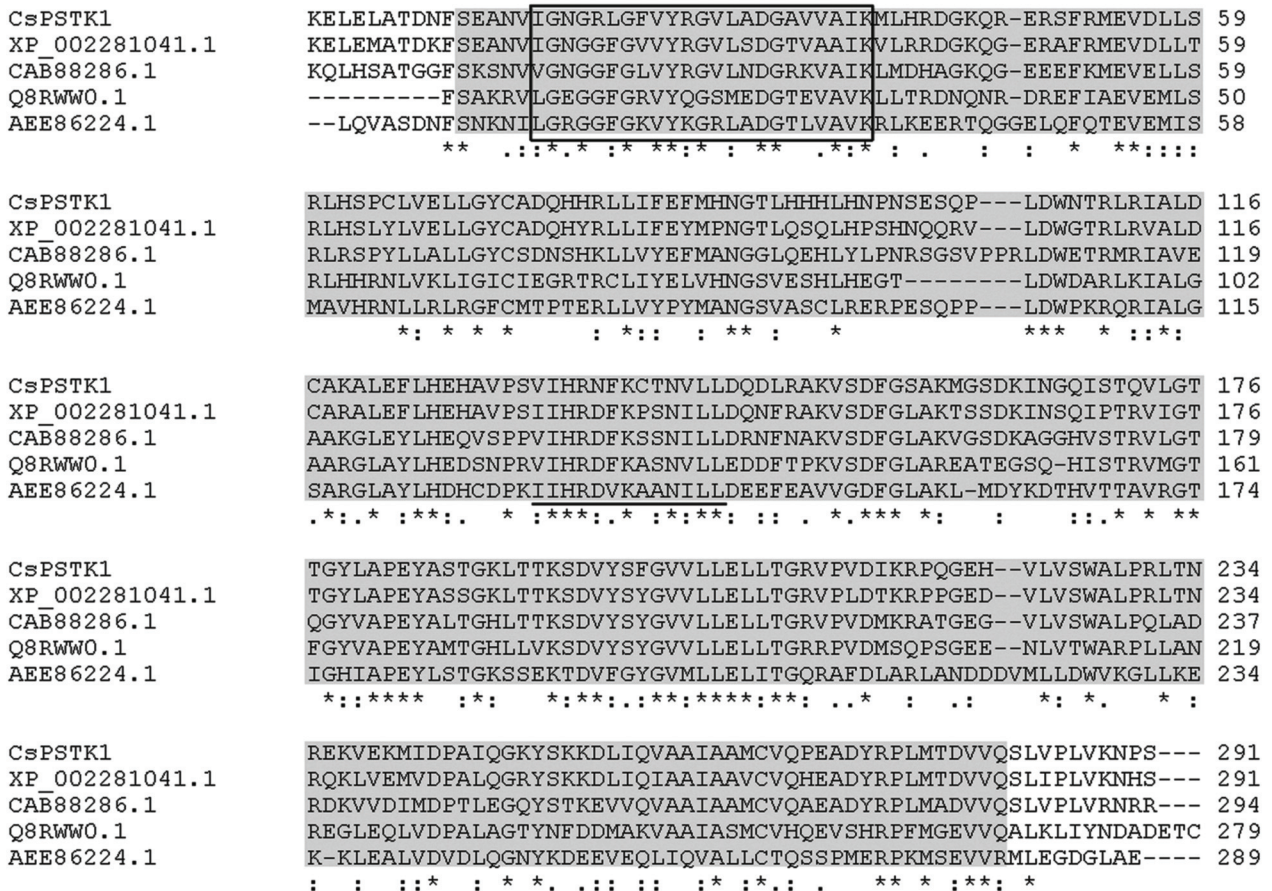 CsPSTK1 KELELATDNFSEANVIGNGRLGFVYRGVLADGAVVAIKMLHRDGKQR-ERSFRMEVDLLS 59
XP_002281041.1 KELEMATDKFSEANVIGNGGFGVVYRGVLSDGTVAAIKVLRRDGKQG-ERAFRMEVDLLT 59
CAB88286.1 KQLHSATGGFSKSNVVGNGGFGLVYRGVLNDGRKVAIKLMDHAGKQG-EEEFKMEVELLS 59
Q8RWW0.1 ---------FSAKRVLGEGGFGRVYQGSMEDGTEVAVKLLTRDNQNR-DREFIAEVEMLS 50
AEE86224.1 --LQVASDNFSNKNILGRGGFGKVYKGRLADGTLVAVKRLKEERTQGGELQFQTEVEMIS 58
** .::*.* :* **:* : ** .*:* : . : : * **::::
CsPSTK1 RLHSPCLVELLGYCADQHHRLLIFEFMHNGTLHHHLHNPNSESQP---LDWNTRLRIALD 116
XP_002281041.1 RLHSLYLVELLGYCADQHYRLLIFEYMPNGTLQSQLHPSHNQQRV---LDWGTRLRVALD 116
CAB88286.1 RLRSPYLLALLGYCSDNSHKLLVYEFMANGGLQEHLYLPNRSGSVPPRLDWETRMRIAVE 119
Q8RWW0.1 RLHHRNLVKLIGICIEGRTRCLIYELVHNGSVESHLHEGT--------LDWDARLKIALG 102
AEE86224.1 MAVHRNLLRLRGFCMTPTERLLVYPYMANGSVASCLRERPESQPP---LDWPKRQRIALG 115
*: * * * : *:: : ** : * *** * ::*:
CsPSTK1 CAKALEFLHEHAVPSVIHRNFKCTNVLLDQDLRAKVSDFGSAKMGSDKINGQISTQVLGT 176
XP_002281041.1 CARALEFLHEHAVPSIIHRDFKPSNILLDQNFRAKVSDFGLAKTSSDKINSQIPTRVIGT 176
CAB88286.1 AAKGLEYLHEQVSPPVIHRDFKSSNILLDRNFNAKVSDFGLAKVGSDKAGGHVSTRVLGT 179
Q8RWW0.1 AARGLAYLHEDSNPRVIHRDFKASNVLLEDDFTPKVSDFGLAREATEGSQ-HISTRVMGT 161
AEE86224.1 SARGLAYLHDHCDPKIIHRDVKAANILLDEEFEAVVGDFGLAKL-MDYKDTHVTTAVRGT 174
.*:.* :**:. * :***:.* :*:**: :: . *.*** *: : ::.* * **
CsPSTK1 TGYLAPEYASTGKLTTKSDVYSFGVVLLELLTGRVPVDIKRPQGEH--VLVSWALPRLTN 234
XP_002281041.1 TGYLAPEYASSGKLTTKSDVYSYGVVLLELLTGRVPLDTKRPPGED--VLVSWALPRLTN 234
CAB88286.1 QGYVAPEYALTGHLTTKSDVYSYGVVLLELLTGRVPVDMKRATGEG--VLVSWALPQLAD 237
Q8RWW0.1 FGYVAPEYAMTGHLLVKSDVYSYGVVLLELLTGRRPVDMSQPSGEE--NLVTWARPLLAN 219
AEE86224.1 IGHIAPEYLSTGKSSEKTDVFGYGVMLLELITGQRAFDLARLANDDDVMLLDWVKGLLKE 234
*::**** :*: *:**:.:**:****:**: ..* : .: *: *. * :
CsPSTK1 REKVEKMIDPAIQGKYSKKDLIQVAAIAAMCVQPEADYRPLMTDVVQSLVPLVKNPS--- 291
XP_002281041.1 RQKLVEMVDPALQGRYSKKDLIQIAAIAAVCVQHEADYRPLMTDVVQSLIPLVKNHS--- 291
CAB88286.1 RDKVVDIMDPTLEGQYSTKEVVQVAAIAAMCVQAEADYRPLMADVVQSLVPLVRNRR--- 294
Q8RWW0.1 REGLEQLVDPALAGTYNFDDMAKVAAIASMCVHQEVSHRPFMGEVVQALKLIYNDADETC 279
AEE86224.1 K-KLEALVDVDLQGNYKDEEVEQLIQVALLCTQSSPMERPKMSEVVRMLEGDGLAE---- 289
: : ::* : * *. .:: :: :* :*.: . ** * :**: *